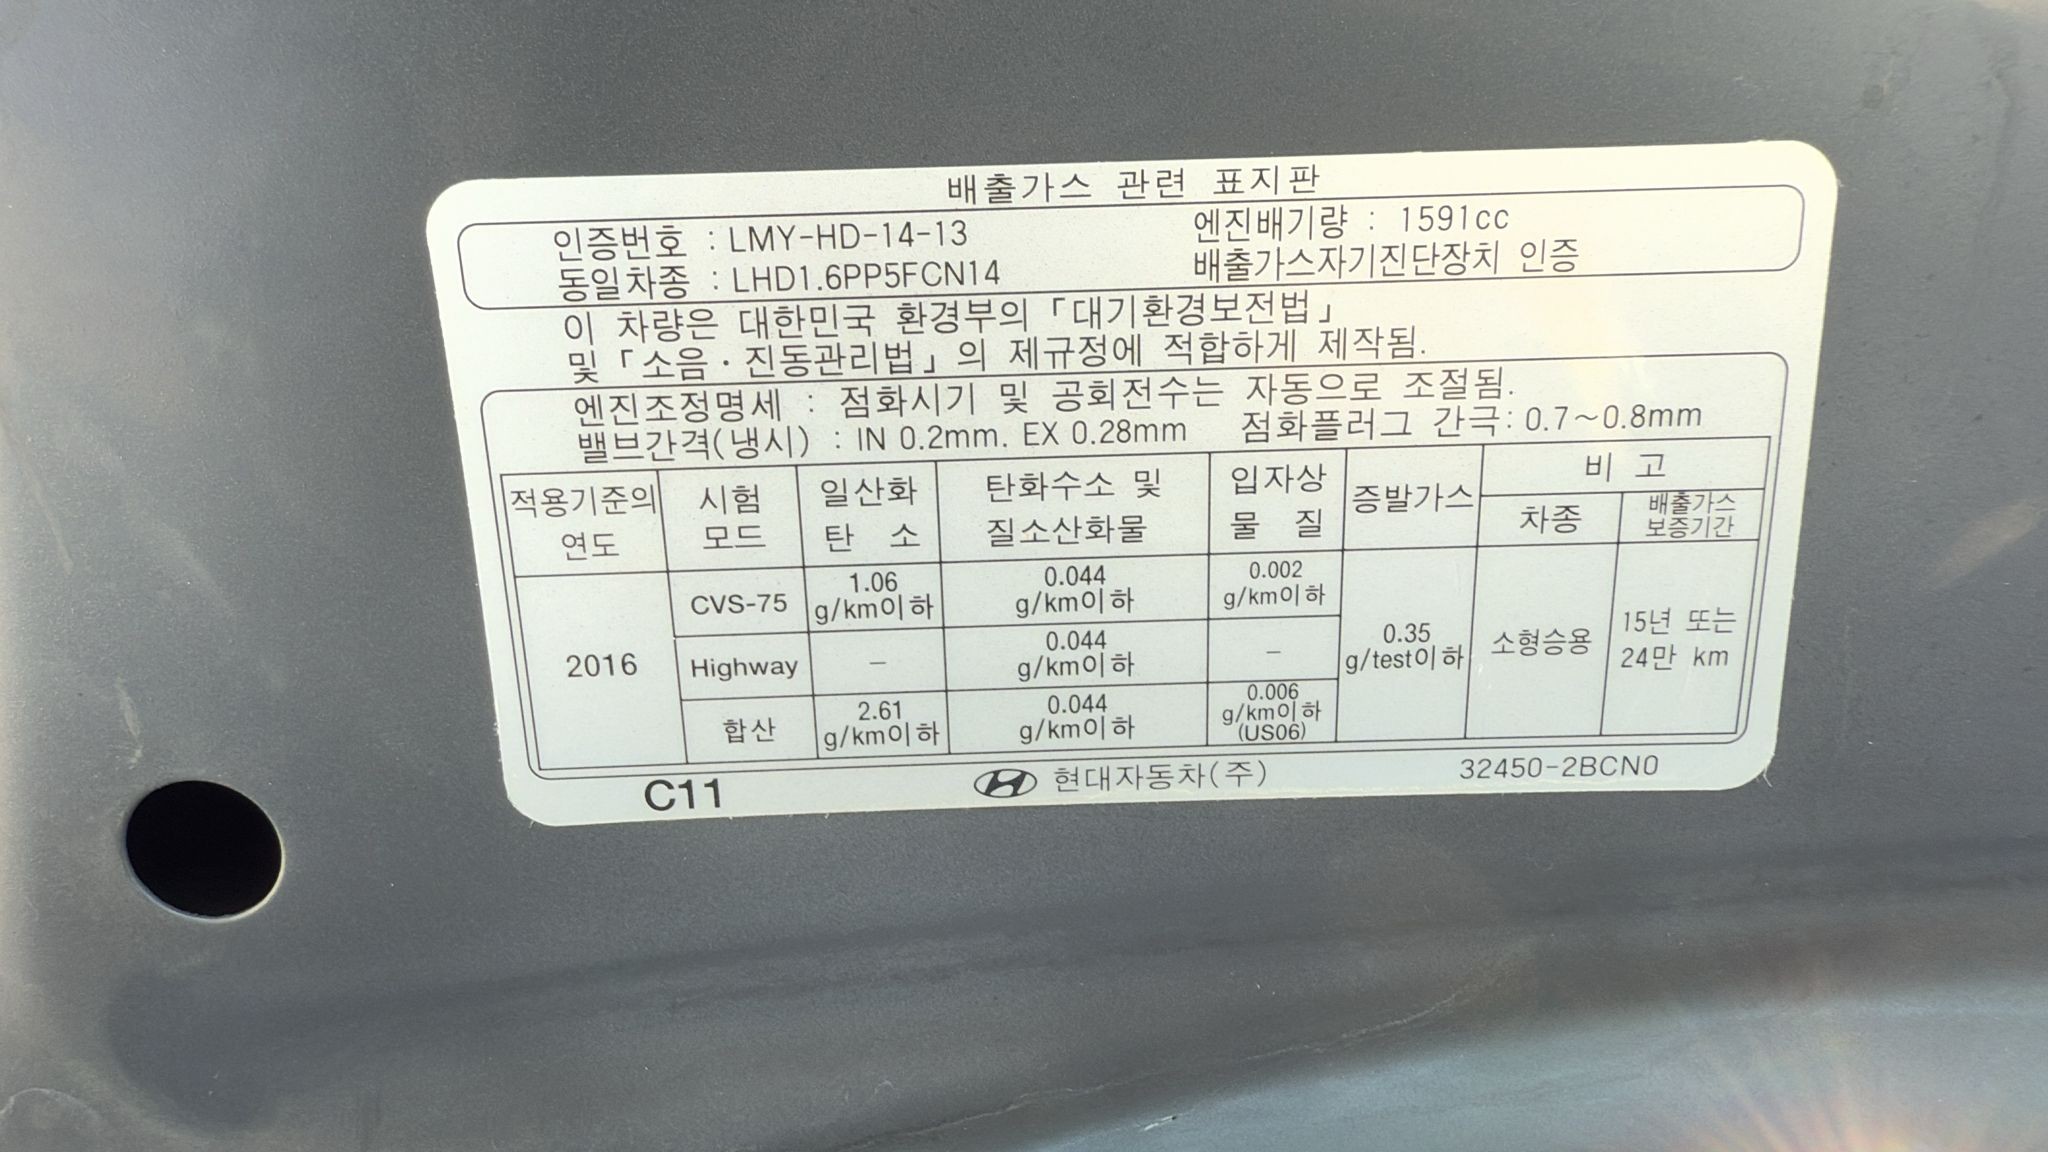 배출가스 관련 표지판
인증번호 : LMY-HD-14-13 엔진배기량 : 1591cc
동일차종 : LHD1.6PP5FCN14 배출가스자기진단장치 인증
이 차량은 대한민국 환경부의 「대기환경보전법」
및 「소음·진동관리법」의 제규정에 적합하게 제작됨.
엔진조정명세 : 점화시기 및 공회전수는 자동으로 조절됨.
밸브간격(냉시) : IN 0.2mm. EX 0.28mm 점화플러그 간극: 0.7~0.8mm
적용기준의 연도 시험 모드 일산화 탄 소 탄화수소 및 질소산화물 입자상 물 질 증발가스 비 고
차종 배출가스 보증기간
2016 CVS-75 1.06 g/km이하 0.044 g/km이하 0.002 g/km이하 0.35 g/test이하 소형승용 15년 또는 24만 km
Highway - 0.044 g/km이하 -
합산 2.61 g/km이하 0.044 g/km이하 0.006 g/km이하 (US06)
C11 현대자동차(주) 32450-2BCN0